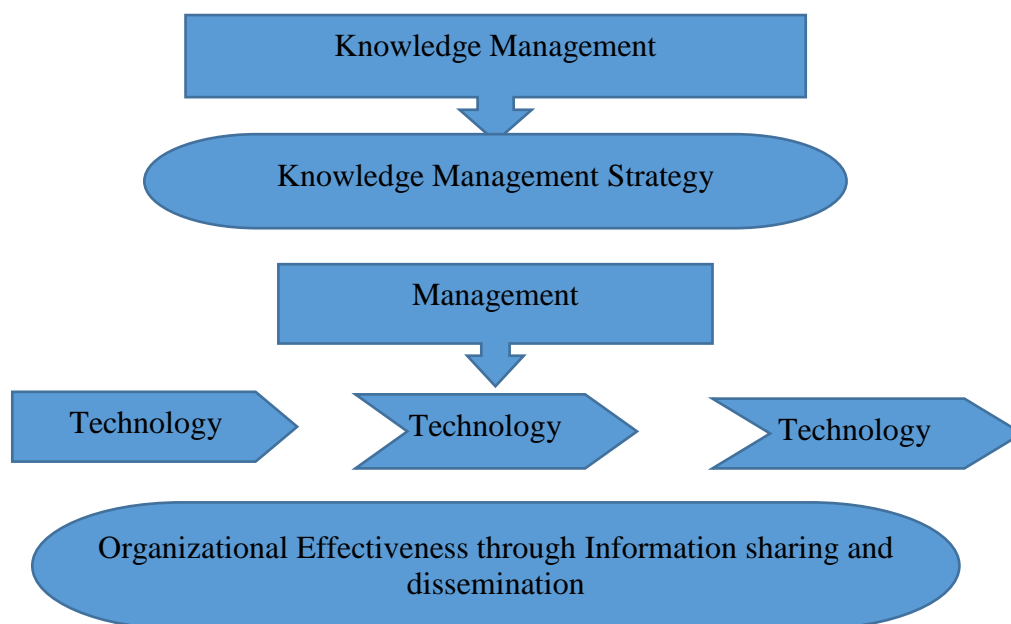 Knowledge Management
Knowledge Management Strategy
Management
Technology
Technology
Technology
Organizational Effectiveness through Information sharing and
dissemination